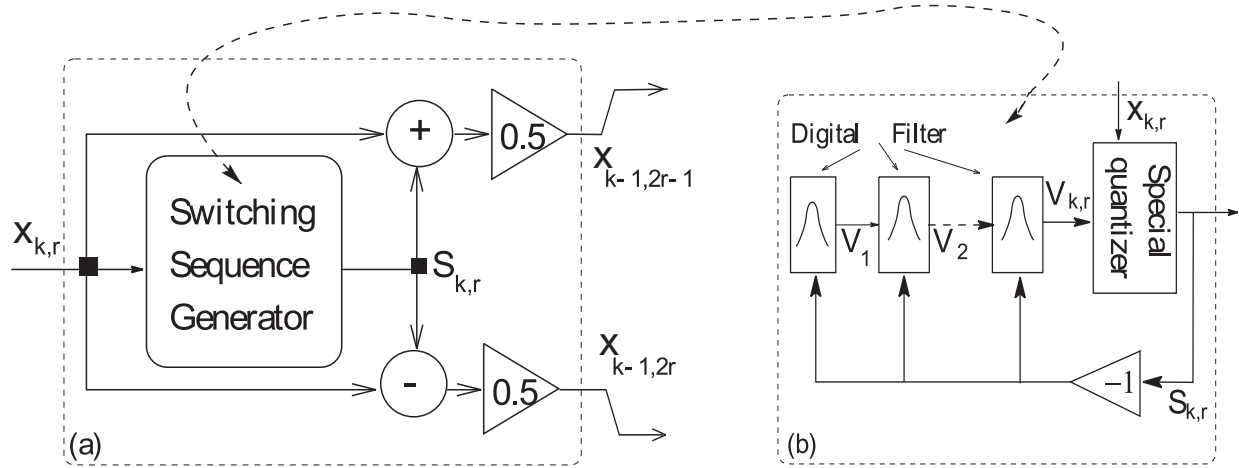 x_{k,r}
Switching
Sequence
Generator
S_{k,r}
+
-
0.5
0.5
x_{k-1,2r-1}
x_{k-1,2r}
(a)
Digital Filter
V_1
V_2
V_{k,r}
x_{k,r}
Special
quantizer
-1
S_{k,r}
(b)